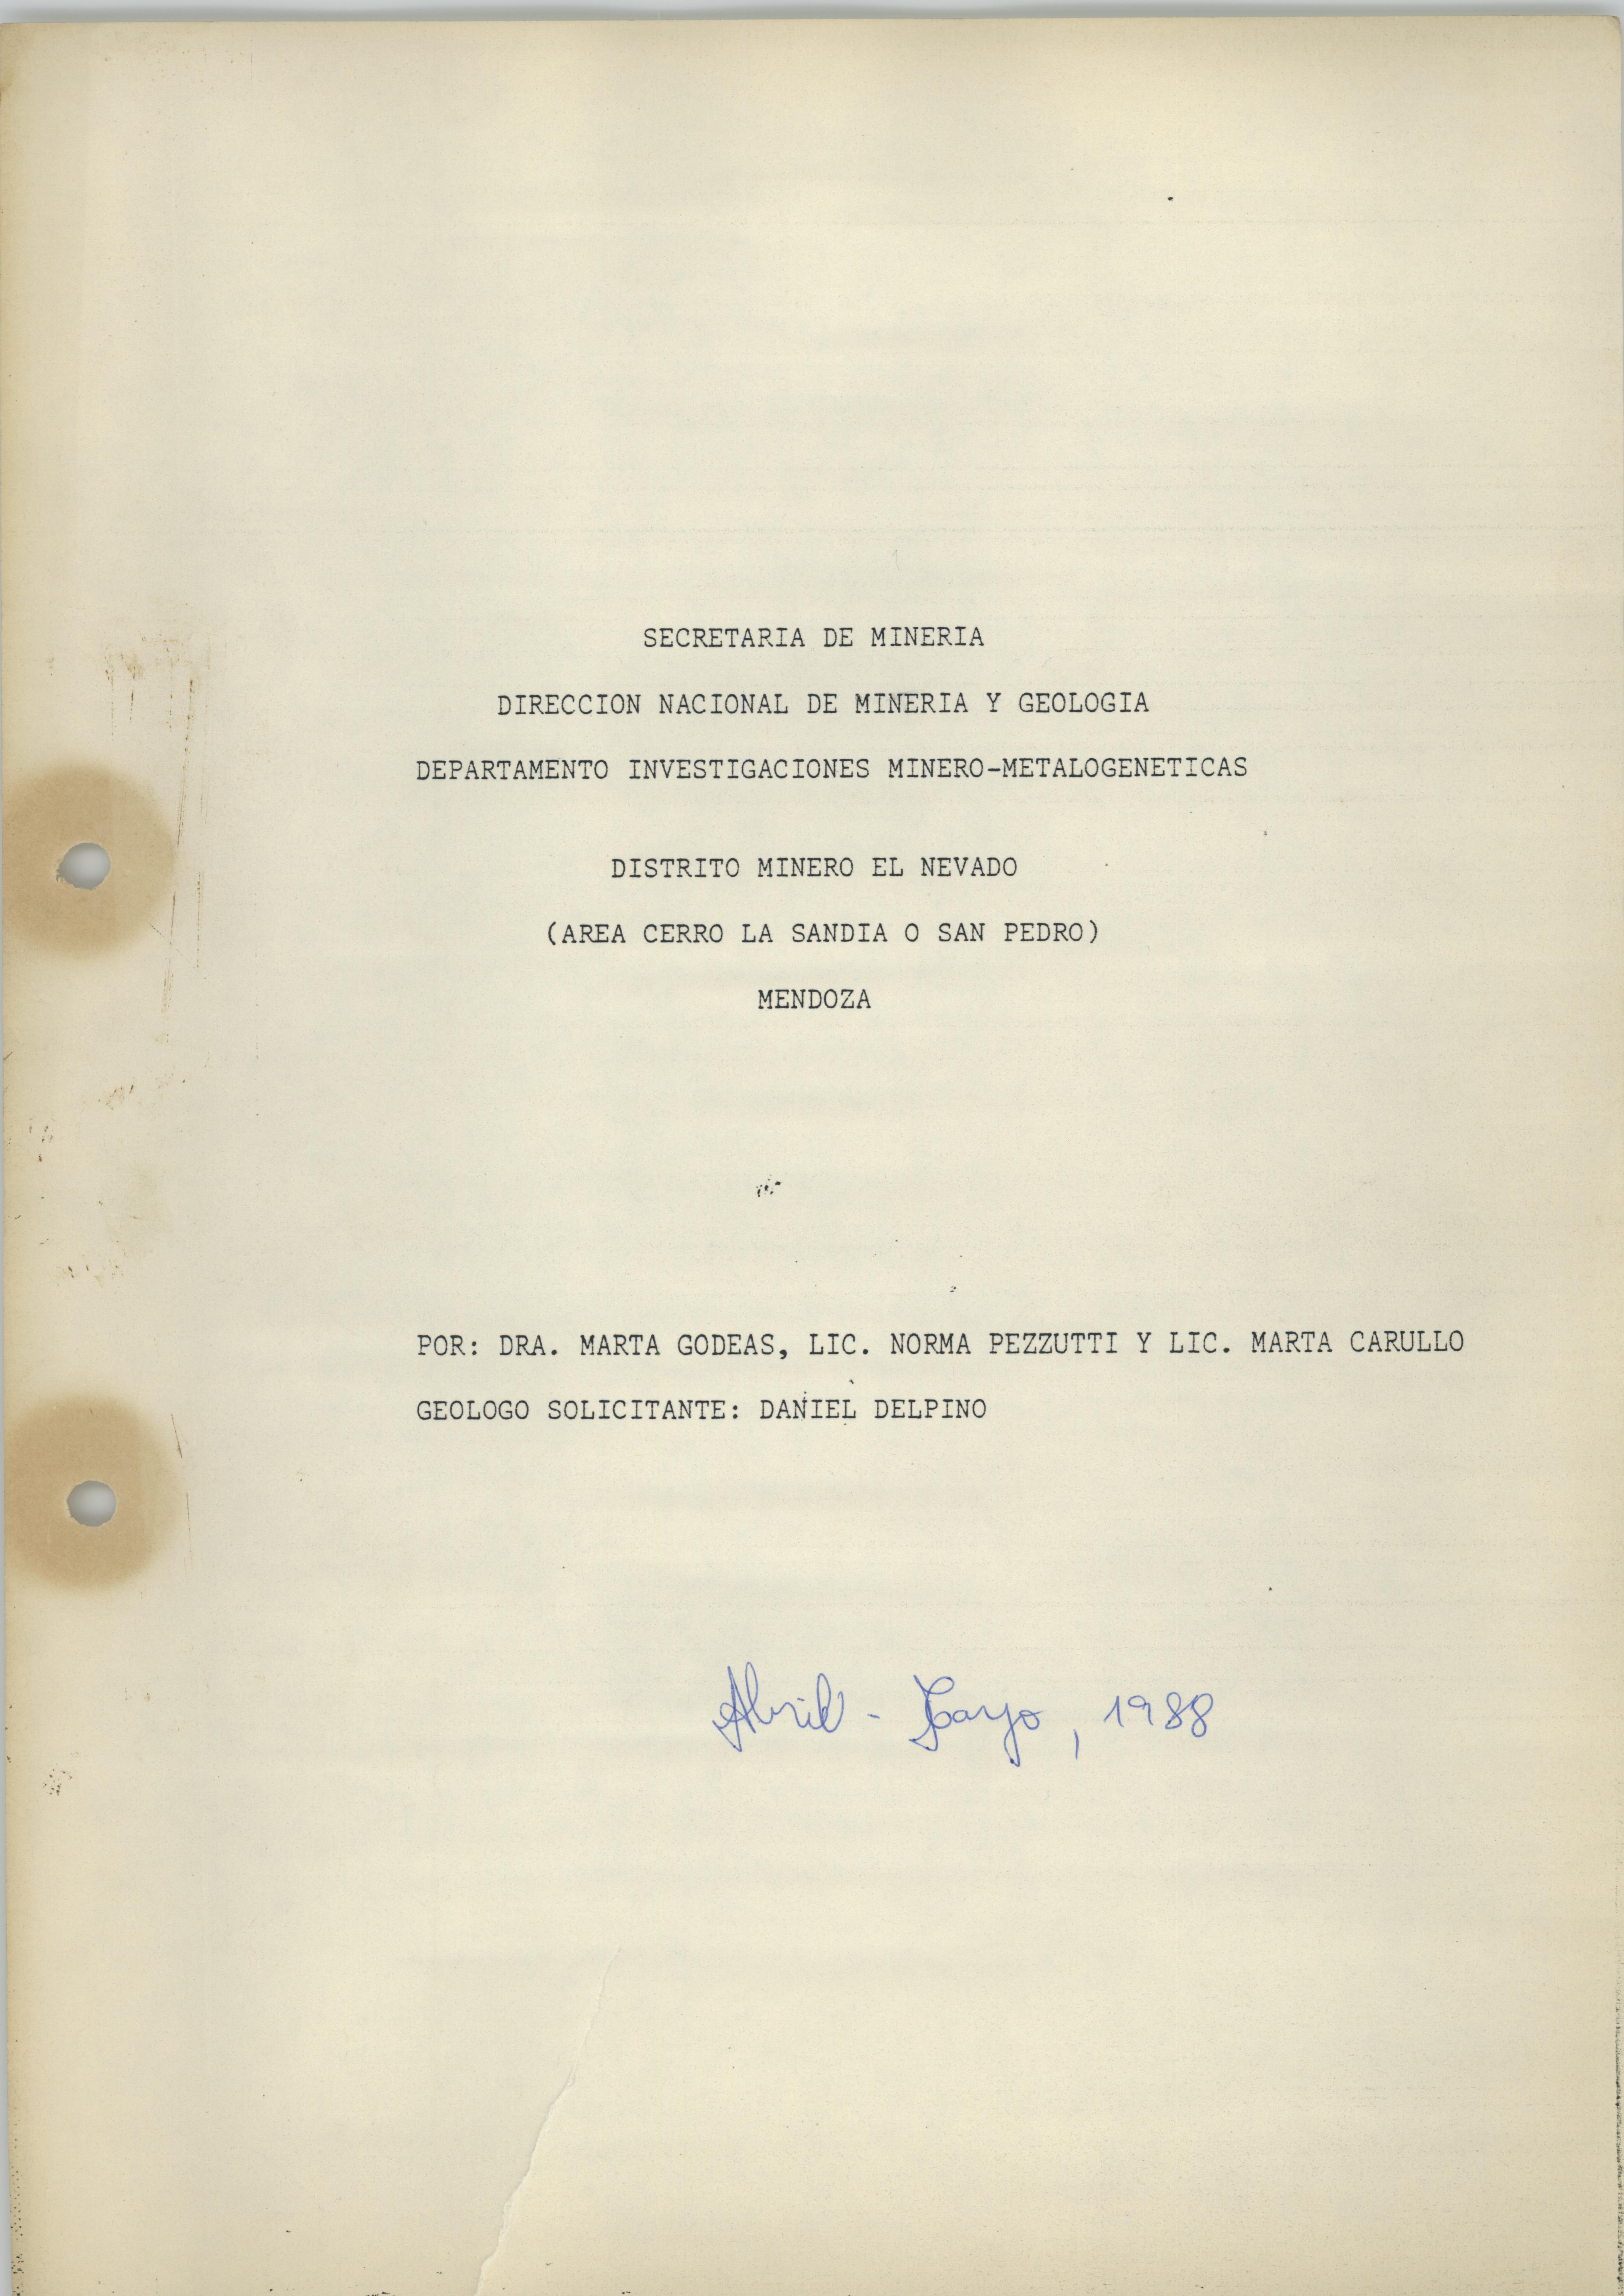 SECRETARIA DE MINERIA
DIRECCION NACIONAL DE MINERIA Y GEOLOGIA
DEPARTAMENTO INVESTIGACIONES MINERO-METALOGENETICAS
DISTRITO MINERO EL NEVADO
(AREA CERRO LA SANDIA O SAN PEDRO)
MENDOZA
POR: DRA. MARTA GODEAS, LIC. NORMA PEZZUTTI Y LIC. MARTA CARULLO
GEOLOGO SOLICITANTE: DANIEL DELPINO
Abril - Mayo, 1988